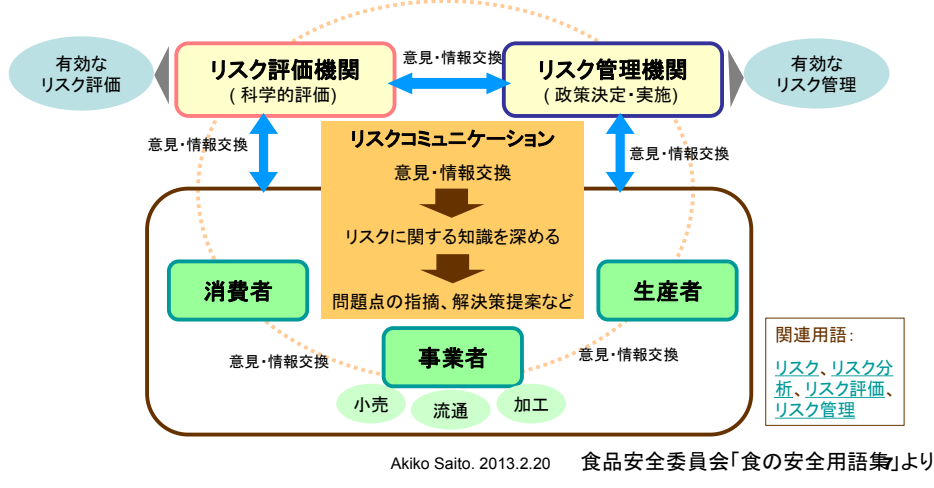 有効な
リスク評価
リスク評価機関
( 科学的評価)
意見・情報交換
リスク管理機関
( 政策決定・実施)
有効な
リスク管理
意見・情報交換
リスクコミュニケーション
意見・情報交換
リスクに関する知識を深める
問題点の指摘、解決策提案など
意見・情報交換
消費者
生産者
事業者
意見・情報交換
意見・情報交換
小売
流通
加工
関連用語:
リスク、リスク分
析、リスク評価、
リスク管理
Akiko Saito. 2013.2.20
食品安全委員会「食の安全用語集」より
7